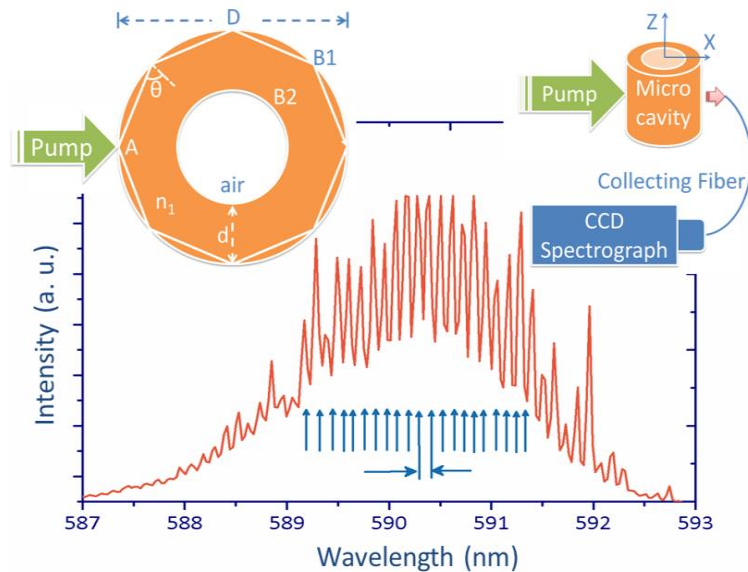 D
B1
θ
B2
Pump
A
air
n1
d
Z
X
Pump
Micro
cavity
Collecting Fiber
CCD
Spectrograph
Intensity (a. u.)
587 588 589 590 591 592 593
Wavelength (nm)